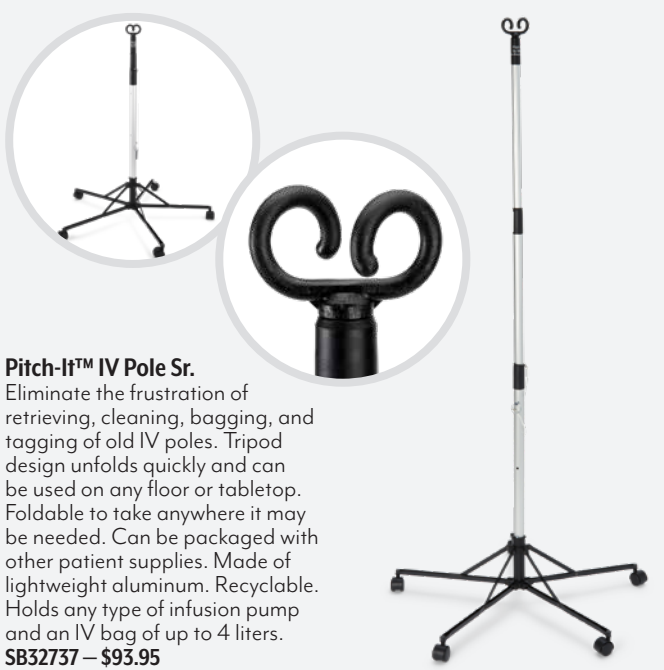 Pitch-It™ IV Pole Sr.
Eliminate the frustration of
retrieving, cleaning, bagging, and
tagging of old IV poles. Tripod
design unfolds quickly and can
be used on any floor or tabletop.
Foldable to take anywhere it may
be needed. Can be packaged with
other patient supplies. Made of
lightweight aluminum. Recyclable.
Holds any type of infusion pump
and an IV bag of up to 4 liters.
SB32737 — $93.95